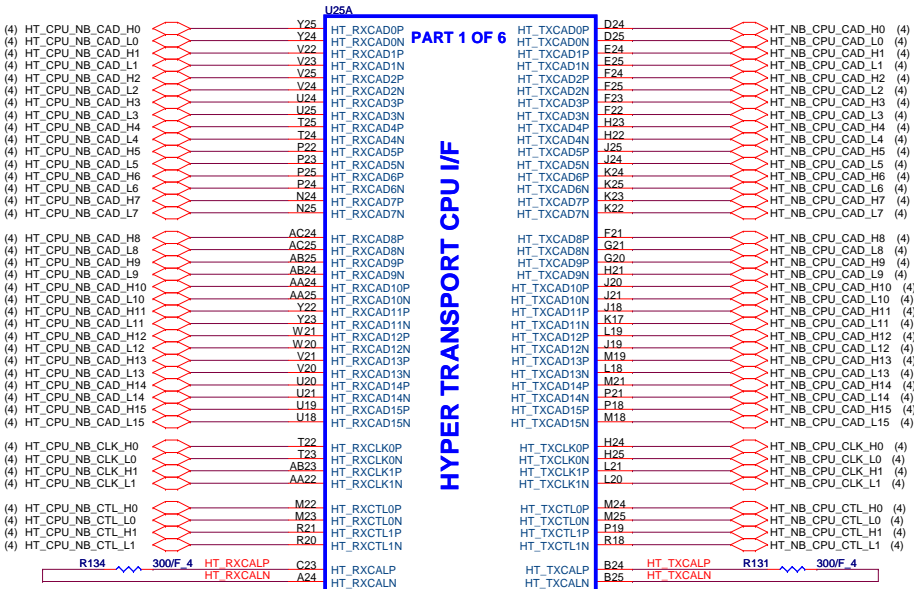 U25A
PART 1 OF 6
HYPER TRANSPORT CPU I/F
(4) HT_CPU_NB_CAD_H0 Y25 HT_RXCAD0P HT_TXCAD0P D24 HT_NB_CPU_CAD_H0 (4)
(4) HT_CPU_NB_CAD_L0 Y24 HT_RXCAD0N HT_TXCAD0N D25 HT_NB_CPU_CAD_L0 (4)
(4) HT_CPU_NB_CAD_H1 V22 HT_RXCAD1P HT_TXCAD1P E24 HT_NB_CPU_CAD_H1 (4)
(4) HT_CPU_NB_CAD_L1 V23 HT_RXCAD1N HT_TXCAD1N E25 HT_NB_CPU_CAD_L1 (4)
(4) HT_CPU_NB_CAD_H2 V25 HT_RXCAD2P HT_TXCAD2P F24 HT_NB_CPU_CAD_H2 (4)
(4) HT_CPU_NB_CAD_L2 V24 HT_RXCAD2N HT_TXCAD2N F25 HT_NB_CPU_CAD_L2 (4)
(4) HT_CPU_NB_CAD_H3 U24 HT_RXCAD3P HT_TXCAD3P F23 HT_NB_CPU_CAD_H3 (4)
(4) HT_CPU_NB_CAD_L3 U25 HT_RXCAD3N HT_TXCAD3N F22 HT_NB_CPU_CAD_L3 (4)
(4) HT_CPU_NB_CAD_H4 T25 HT_RXCAD4P HT_TXCAD4P H23 HT_NB_CPU_CAD_H4 (4)
(4) HT_CPU_NB_CAD_L4 T24 HT_RXCAD4N HT_TXCAD4N H22 HT_NB_CPU_CAD_L4 (4)
(4) HT_CPU_NB_CAD_H5 P22 HT_RXCAD5P HT_TXCAD5P J25 HT_NB_CPU_CAD_H5 (4)
(4) HT_CPU_NB_CAD_L5 P23 HT_RXCAD5N HT_TXCAD5N J24 HT_NB_CPU_CAD_L5 (4)
(4) HT_CPU_NB_CAD_H6 P25 HT_RXCAD6P HT_TXCAD6P K24 HT_NB_CPU_CAD_H6 (4)
(4) HT_CPU_NB_CAD_L6 P24 HT_RXCAD6N HT_TXCAD6N K25 HT_NB_CPU_CAD_L6 (4)
(4) HT_CPU_NB_CAD_H7 N24 HT_RXCAD7P HT_TXCAD7P K23 HT_NB_CPU_CAD_H7 (4)
(4) HT_CPU_NB_CAD_L7 N25 HT_RXCAD7N HT_TXCAD7N K22 HT_NB_CPU_CAD_L7 (4)
(4) HT_CPU_NB_CAD_H8 AC24 HT_RXCAD8P HT_TXCAD8P F21 HT_NB_CPU_CAD_H8 (4)
(4) HT_CPU_NB_CAD_L8 AC25 HT_RXCAD8N HT_TXCAD8N G21 HT_NB_CPU_CAD_L8 (4)
(4) HT_CPU_NB_CAD_H9 AB25 HT_RXCAD9P HT_TXCAD9P G20 HT_NB_CPU_CAD_H9 (4)
(4) HT_CPU_NB_CAD_L9 AB24 HT_RXCAD9N HT_TXCAD9N H21 HT_NB_CPU_CAD_L9 (4)
(4) HT_CPU_NB_CAD_H10 AA24 HT_RXCAD10P HT_TXCAD10P J20 HT_NB_CPU_CAD_H10 (4)
(4) HT_CPU_NB_CAD_L10 AA25 HT_RXCAD10N HT_TXCAD10N J21 HT_NB_CPU_CAD_L10 (4)
(4) HT_CPU_NB_CAD_H11 Y22 HT_RXCAD11P HT_TXCAD11P J18 HT_NB_CPU_CAD_H11 (4)
(4) HT_CPU_NB_CAD_L11 Y23 HT_RXCAD11N HT_TXCAD11N K17 HT_NB_CPU_CAD_L11 (4)
(4) HT_CPU_NB_CAD_H12 W21 HT_RXCAD12P HT_TXCAD12P L19 HT_NB_CPU_CAD_H12 (4)
(4) HT_CPU_NB_CAD_L12 W20 HT_RXCAD12N HT_TXCAD12N J19 HT_NB_CPU_CAD_L12 (4)
(4) HT_CPU_NB_CAD_H13 V21 HT_RXCAD13P HT_TXCAD13P M19 HT_NB_CPU_CAD_H13 (4)
(4) HT_CPU_NB_CAD_L13 V20 HT_RXCAD13N HT_TXCAD13N L18 HT_NB_CPU_CAD_L13 (4)
(4) HT_CPU_NB_CAD_H14 U20 HT_RXCAD14P HT_TXCAD14P M21 HT_NB_CPU_CAD_H14 (4)
(4) HT_CPU_NB_CAD_L14 U21 HT_RXCAD14N HT_TXCAD14N P21 HT_NB_CPU_CAD_L14 (4)
(4) HT_CPU_NB_CAD_H15 U19 HT_RXCAD15P HT_TXCAD15P P18 HT_NB_CPU_CAD_H15 (4)
(4) HT_CPU_NB_CAD_L15 U18 HT_RXCAD15N HT_TXCAD15N M18 HT_NB_CPU_CAD_L15 (4)
(4) HT_CPU_NB_CLK_H0 T22 HT_RXCLK0P HT_TXCLK0P H24 HT_NB_CPU_CLK_H0 (4)
(4) HT_CPU_NB_CLK_L0 T23 HT_RXCLK0N HT_TXCLK0N H25 HT_NB_CPU_CLK_L0 (4)
(4) HT_CPU_NB_CLK_H1 AB23 HT_RXCLK1P HT_TXCLK1P L21 HT_NB_CPU_CLK_H1 (4)
(4) HT_CPU_NB_CLK_L1 AA22 HT_RXCLK1N HT_TXCLK1N L20 HT_NB_CPU_CLK_L1 (4)
(4) HT_CPU_NB_CTL_H0 M22 HT_RXCTL0P HT_TXCTL0P M24 HT_NB_CPU_CTL_H0 (4)
(4) HT_CPU_NB_CTL_L0 M23 HT_RXCTL0N HT_TXCTL0N M25 HT_NB_CPU_CTL_L0 (4)
(4) HT_CPU_NB_CTL_H1 R21 HT_RXCTL1P HT_TXCTL1P P19 HT_NB_CPU_CTL_H1 (4)
(4) HT_CPU_NB_CTL_L1 R20 HT_RXCTL1N HT_TXCTL1N R18 HT_NB_CPU_CTL_L1 (4)
R134 300/F_4 HT_RXCALP C23 HT_RXCALP HT_TXCALP B24 HT_TXCALP R131 300/F_4
HT_RXCALN A24 HT_RXCALN HT_TXCALN B25 HT_TXCALN